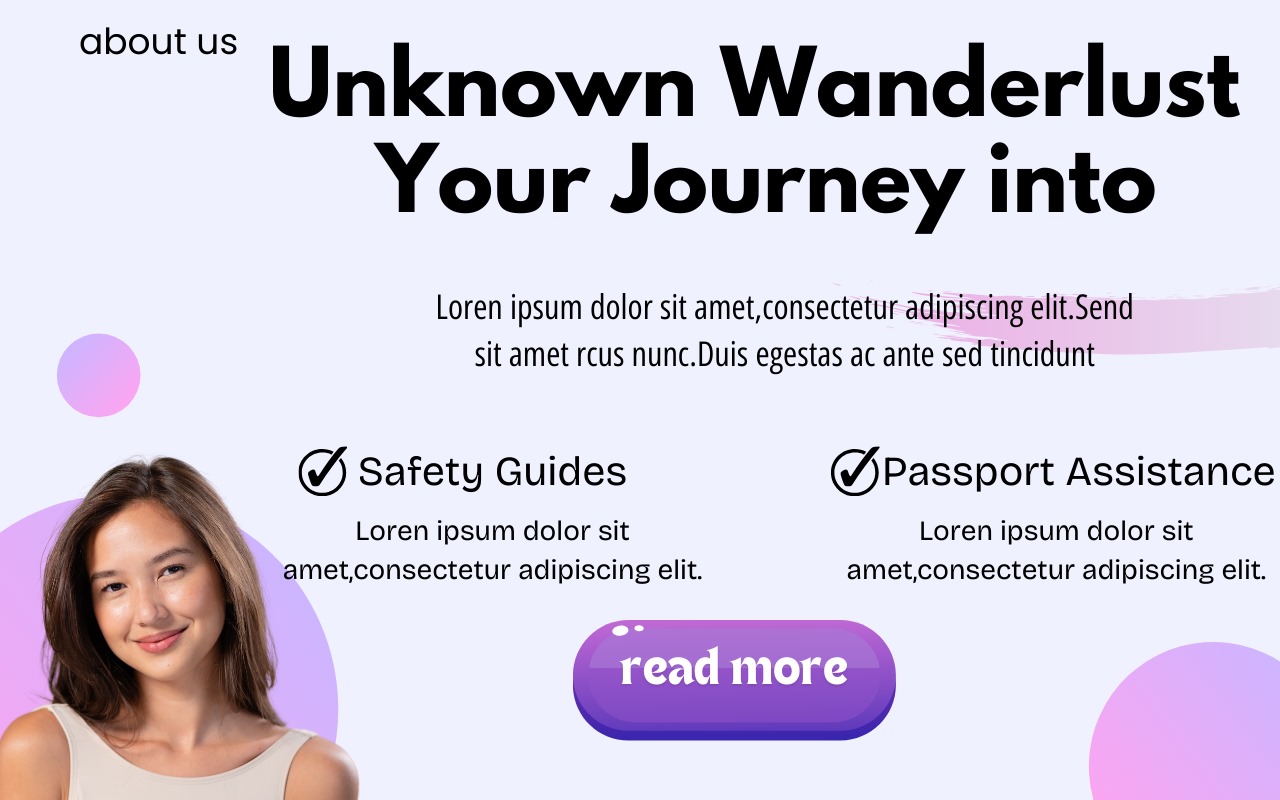 about us
Unknown Wanderlust
Your Journey into
Loren ipsum dolor sit amet,consectetur adipiscing elit.Send
sit amet rcus nunc.Duis egestas ac ante sed tincidunt
Safety Guides
Loren ipsum dolor sit
amet,consectetur adipiscing elit.
Passport Assistance
Loren ipsum dolor sit
amet,consectetur adipiscing elit.
read more